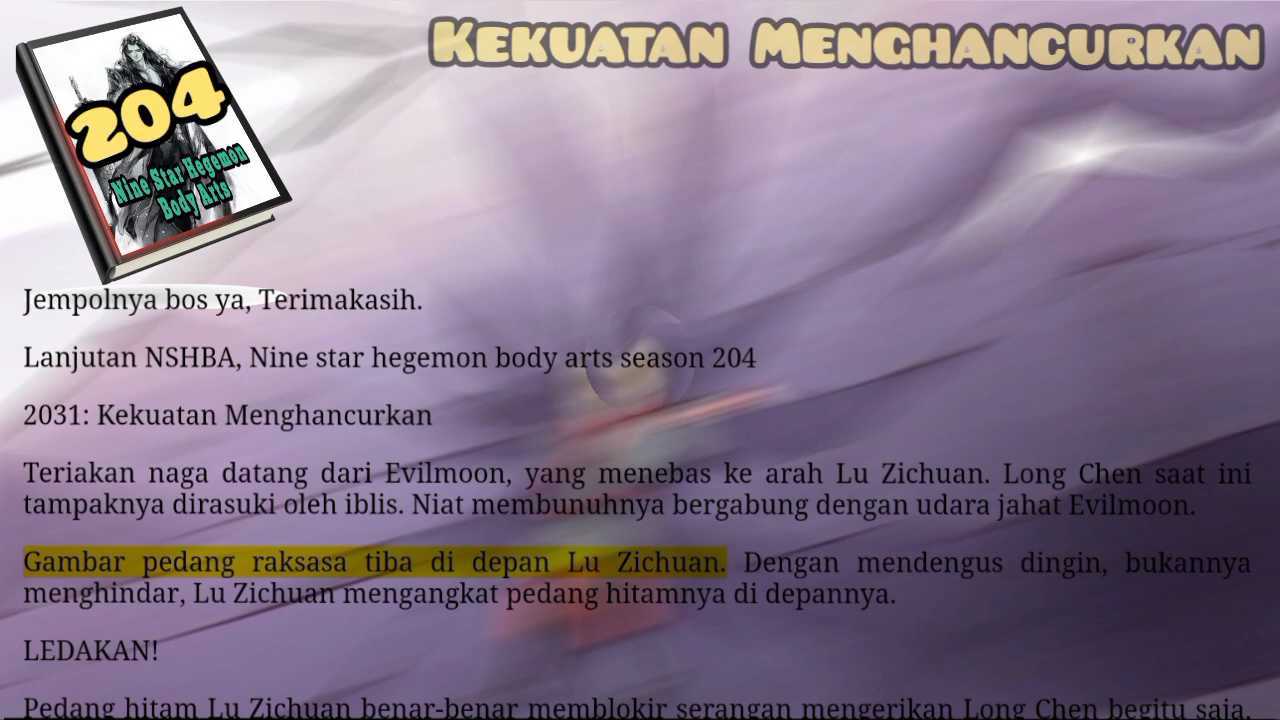 Kekuatan Menghancurkan
204
Nine Star Hegemon
Body Arts
Jempolnya bos ya, Terimakasih.
Lanjutan NSHBA, Nine star hegemon body arts season 204
2031: Kekuatan Menghancurkan
Teriakan naga datang dari Evilmoon, yang menebas ke arah Lu Zichuan. Long Chen saat ini
tampaknya dirasuki oleh iblis. Niat membunuhnya bergabung dengan udara jahat Evilmoon.
Gambar pedang raksasa tiba di depan Lu Zichuan. Dengan mendengus dingin, bukannya
menghindar, Lu Zichuan mengangkat pedang hitamnya di depannya.
LEDAKAN!
Pedang hitam Lu Zichuan benar-benar memblokir serangan mengerikan Long Chen begitu saja.